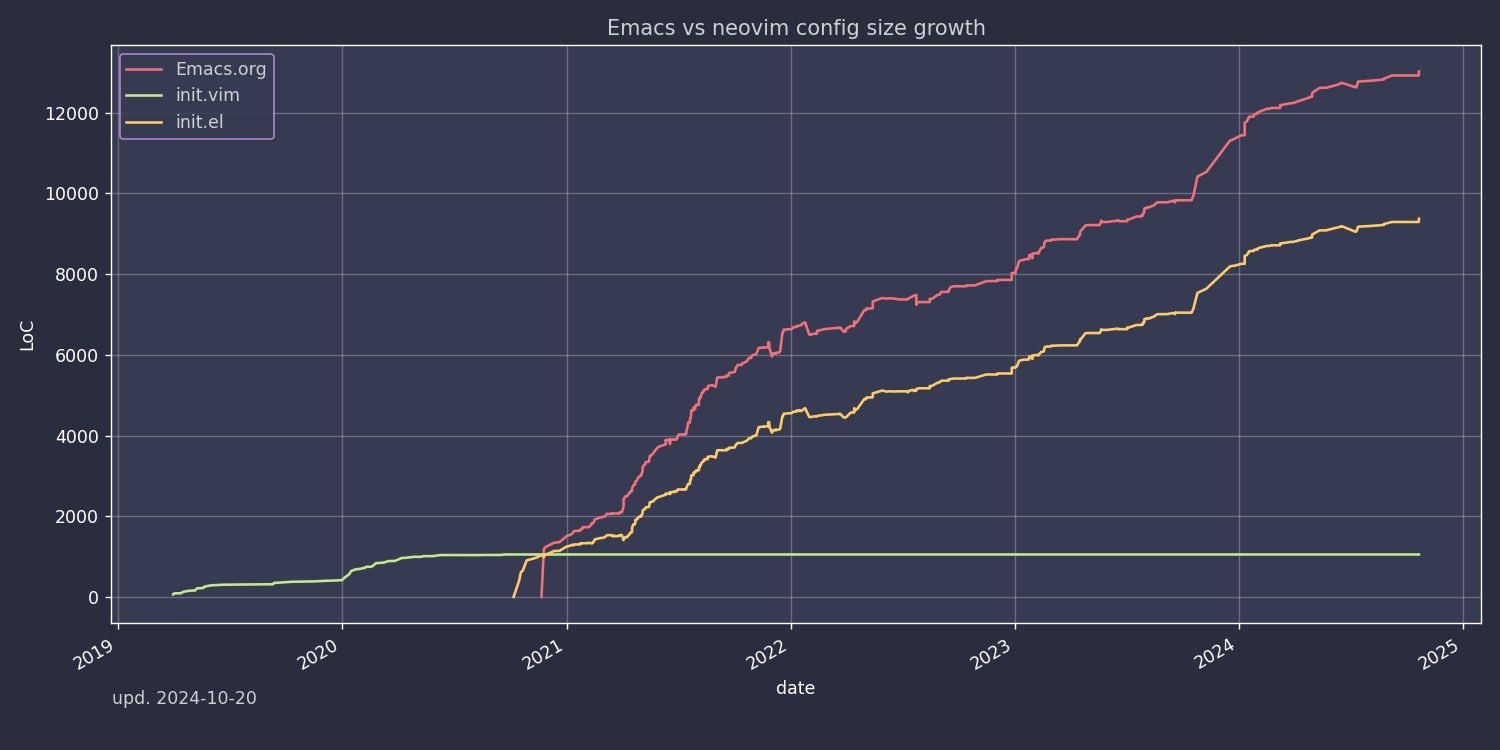 Emacs vs neovim config size growth
Emacs.org
init.vim
init.el
12000
10000
8000
6000
4000
2000
0
LoC
2019
2020
2021
2022
2023
2024
2025
date
upd. 2024-10-20